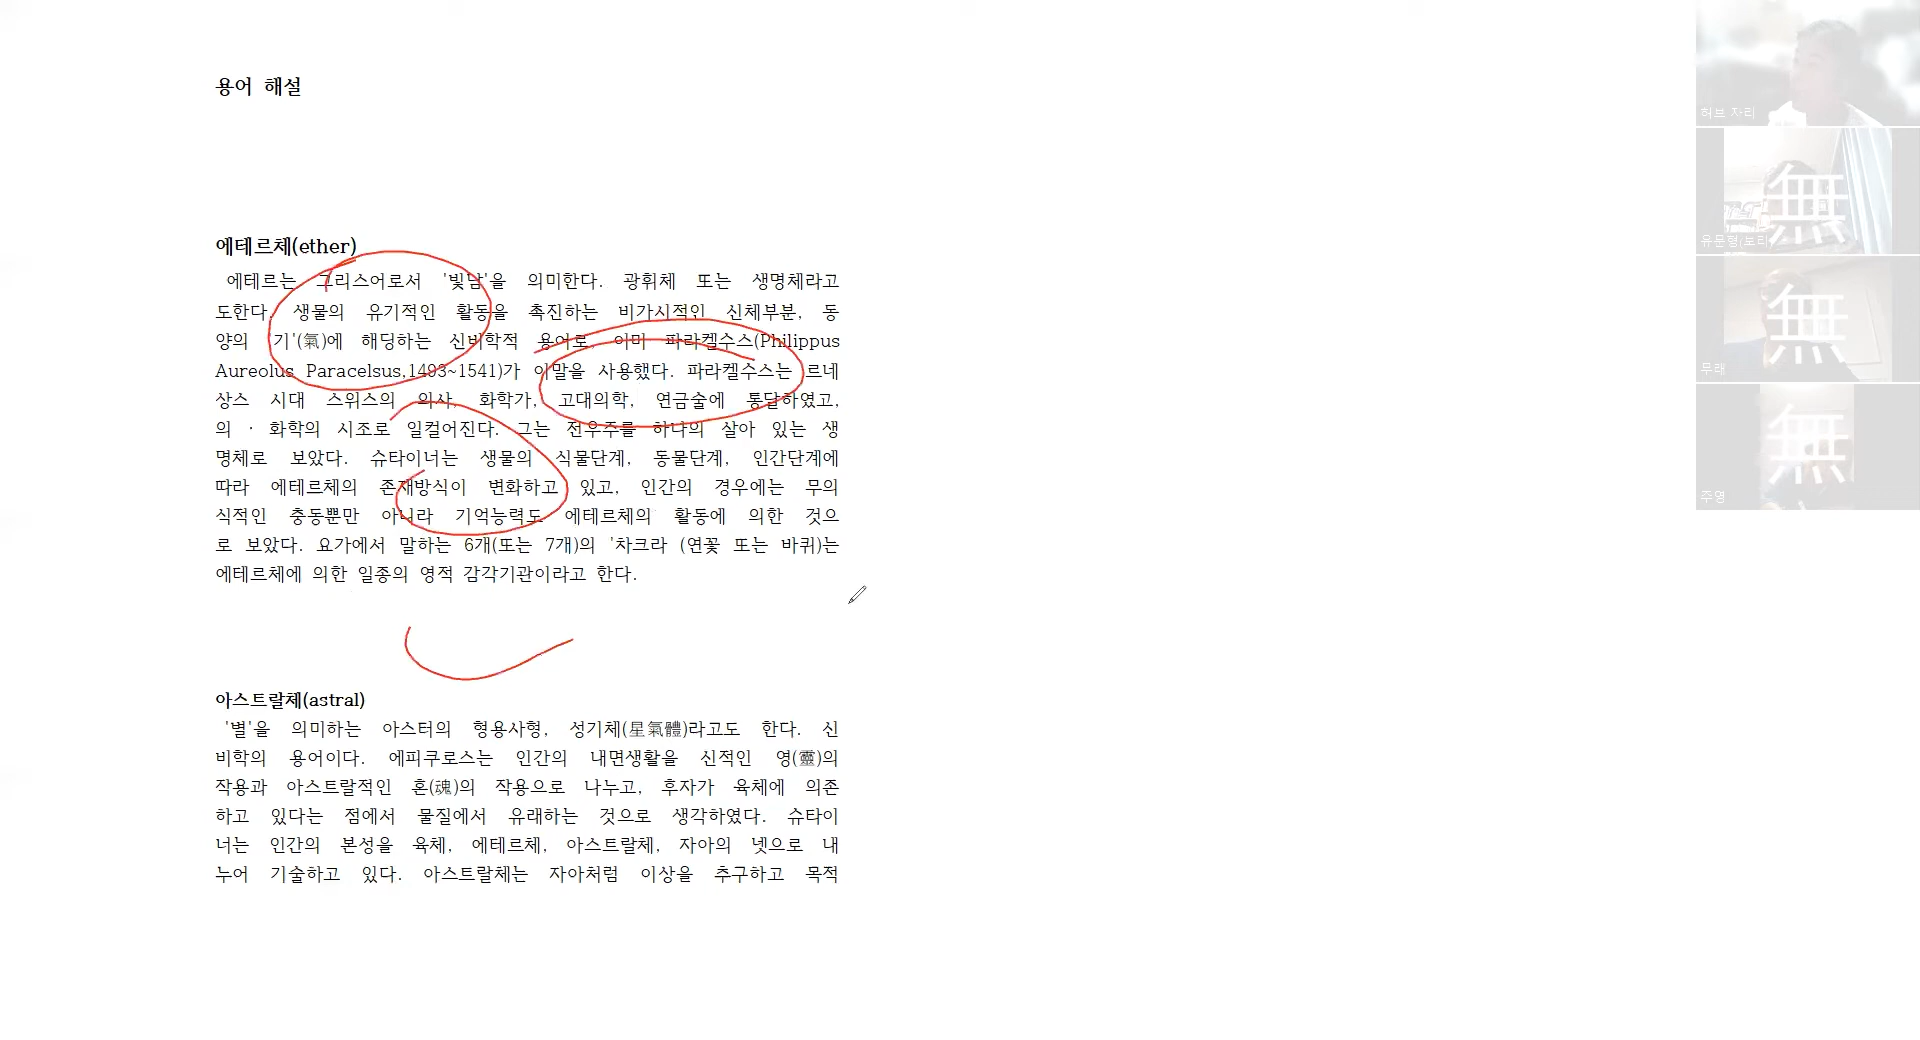 용어 해설
에테르체(ether)
에테르는 그리스어로서 '빛남'을 의미한다. 광휘체 또는 생명체라고
도한다. 생물의 유기적인 활동을 촉진하는 비가시적인 신체부분, 동
양의 기'(氣)에 해당하는 신비학적 용어로, 이미 파라켈수스(Philippus
Aureolus Paracelsus,1493~1541)가 이말을 사용했다. 파라켈수스는 르네
상스 시대 스위스의 의사, 화학가, 고대의학, 연금술에 통달하였고,
의 · 화학의 시조로 일컬어진다. 그는 전우주를 하나의 살아 있는 생
명체로 보았다. 슈타이너는 생물의 식물단계, 동물단계, 인간단계에
따라 에테르체의 존재방식이 변화하고 있고, 인간의 경우에는 무의
식적인 충동뿐만 아니라 기억능력도 에테르체의 활동에 의한 것으
로 보았다. 요가에서 말하는 6개(또는 7개)의 '차크라 (연꽃 또는 바퀴)는
에테르체에 의한 일종의 영적 감각기관이라고 한다.
아스트랄체(astral)
'별'을 의미하는 아스터의 형용사형, 성기체(星氣體)라고도 한다. 신
비학의 용어이다. 에피쿠로스는 인간의 내면생활을 신적인 영(靈)의
작용과 아스트랄적인 혼(魂)의 작용으로 나누고, 후자가 육체에 의존
하고 있다는 점에서 물질에서 유래하는 것으로 생각하였다. 슈타이
너는 인간의 본성을 육체, 에테르체, 아스트랄체, 자아의 넷으로 내
누어 기술하고 있다. 아스트랄체는 자아처럼 이상을 추구하고 목적
허브 자리
無
유문형(보리)
無
무래
無
주영